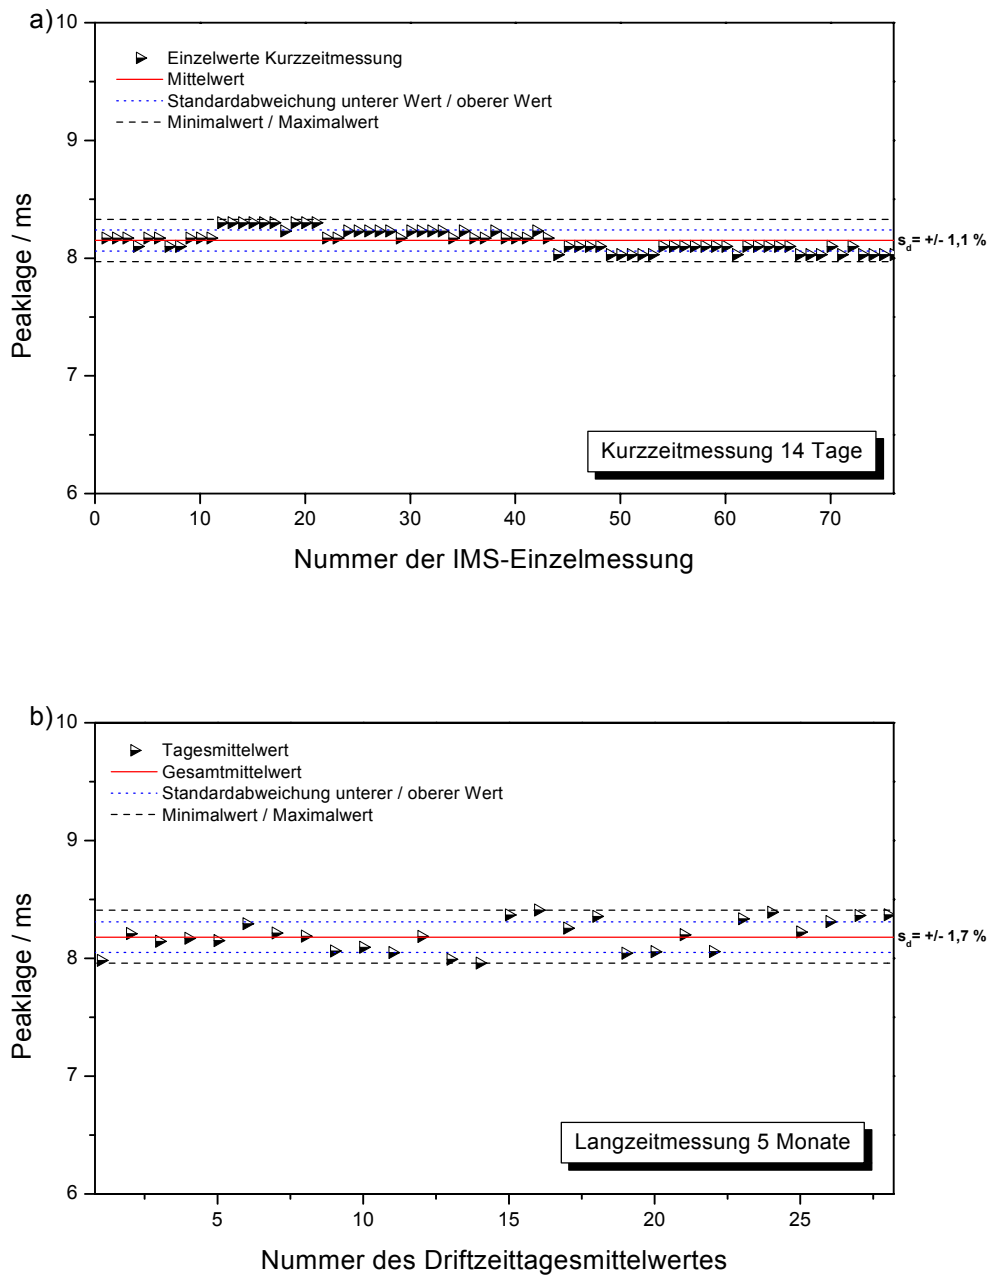 a)
10
9
8
7
6
Peaklage / ms
Einzelwerte Kurzzeitmessung
Mittelwert
Standardabweichung unterer Wert / oberer Wert
Minimalwert / Maximalwert
sd= +/- 1,1 %
Kurzzeitmessung 14 Tage
0 10 20 30 40 50 60 70
Nummer der IMS-Einzelmessung
b)
10
9
8
7
6
Peaklage / ms
Tagesmittelwert
Gesamtmittelwert
Standardabweichung unterer / oberer Wert
Minimalwert / Maximalwert
sd= +/- 1,7 %
Langzeitmessung 5 Monate
5 10 15 20 25
Nummer des Driftzeittagesmittelwertes